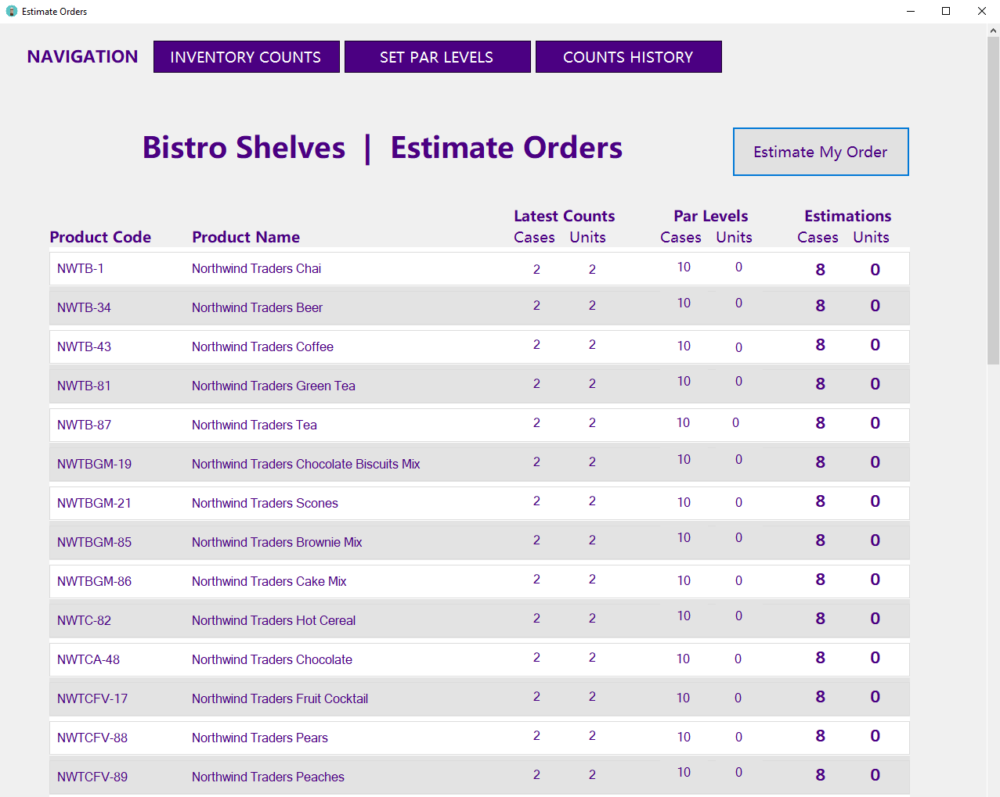 Estimate Orders
NAVIGATION INVENTORY COUNTS SET PAR LEVELS COUNTS HISTORY
Bistro Shelves | Estimate Orders Estimate My Order
Latest Counts Par Levels Estimations
Product Code Product Name Cases Units Cases Units Cases Units
NWTB-1 Northwind Traders Chai 2 2 10 0 8 0
NWTB-34 Northwind Traders Beer 2 2 10 0 8 0
NWTB-43 Northwind Traders Coffee 2 2 10 0 8 0
NWTB-81 Northwind Traders Green Tea 2 2 10 0 8 0
NWTB-87 Northwind Traders Tea 2 2 10 0 8 0
NWTBGM-19 Northwind Traders Chocolate Biscuits Mix 2 2 10 0 8 0
NWTBGM-21 Northwind Traders Scones 2 2 10 0 8 0
NWTBGM-85 Northwind Traders Brownie Mix 2 2 10 0 8 0
NWTBGM-86 Northwind Traders Cake Mix 2 2 10 0 8 0
NWTC-82 Northwind Traders Hot Cereal 2 2 10 0 8 0
NWTCA-48 Northwind Traders Chocolate 2 2 10 0 8 0
NWTCFV-17 Northwind Traders Fruit Cocktail 2 2 10 0 8 0
NWTCFV-88 Northwind Traders Pears 2 2 10 0 8 0
NWTCFV-89 Northwind Traders Peaches 2 2 10 0 8 0